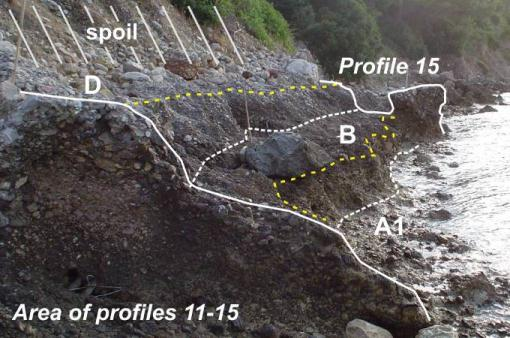 spoil
Profile 15
D
B
A1
Area of profiles 11-15